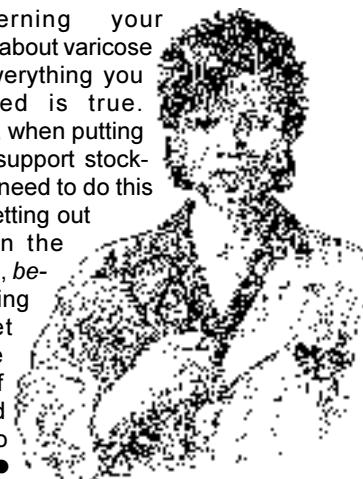 erning your
about varicose
verything you
ed is true.
when putting
support stock-
need to do this
etting out
n the
, be-
ing
et
e
f
d
o